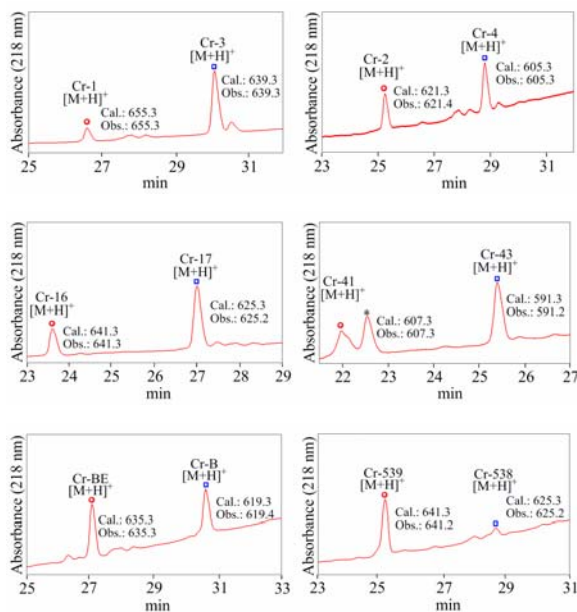 Absorbance (218 nm)
Cr-1
[M+H]+
Cal.: 655.3
Obs.: 655.3
Cr-3
[M+H]+
Cal.: 639.3
Obs.: 639.3
25 27 29 31
min
Absorbance (218 nm)
Cr-2
[M+H]+
Cal.: 621.3
Obs.: 621.4
Cr-4
[M+H]+
Cal.: 605.3
Obs.: 605.3
23 25 27 29 31
min
Absorbance (218 nm)
Cr-16
[M+H]+
Cal.: 641.3
Obs.: 641.3
Cr-17
[M+H]+
Cal.: 625.3
Obs.: 625.2
23 24 25 26 27 28 29
min
Absorbance (218 nm)
Cr-41
[M+H]+
*
Cal.: 607.3
Obs.: 607.3
Cr-43
[M+H]+
Cal.: 591.3
Obs.: 591.2
22 23 24 25 26 27
min
Absorbance (218 nm)
Cr-BE
[M+H]+
Cal.: 635.3
Obs.: 635.3
Cr-B
[M+H]+
Cal.: 619.3
Obs.: 619.4
25 27 29 31 33
min
Absorbance (218 nm)
Cr-539
[M+H]+
Cal.: 641.3
Obs.: 641.2
Cr-538
[M+H]+
Cal.: 625.3
Obs.: 625.2
23 25 27 29 31
min